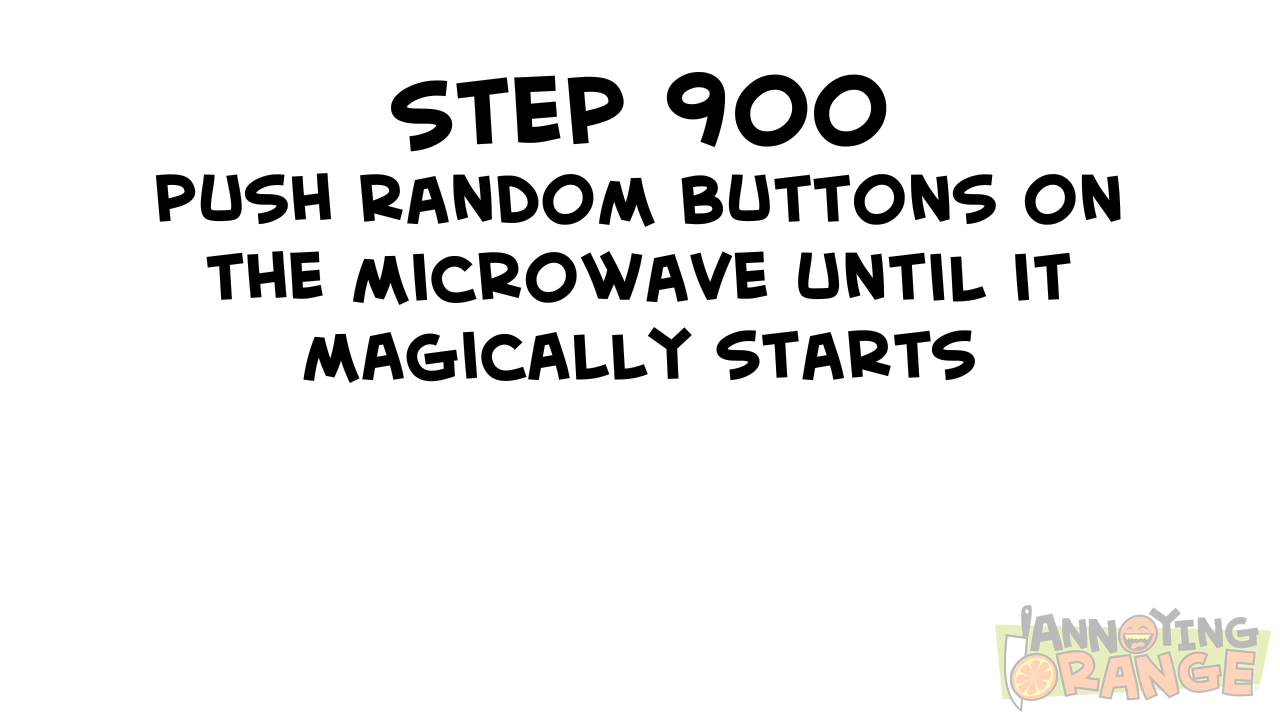 STEP 900
PUSH RANDOM BUTTONS ON
THE MICROWAVE UNTIL IT
MAGICALLY STARTS
ANNOYING
ORANGE